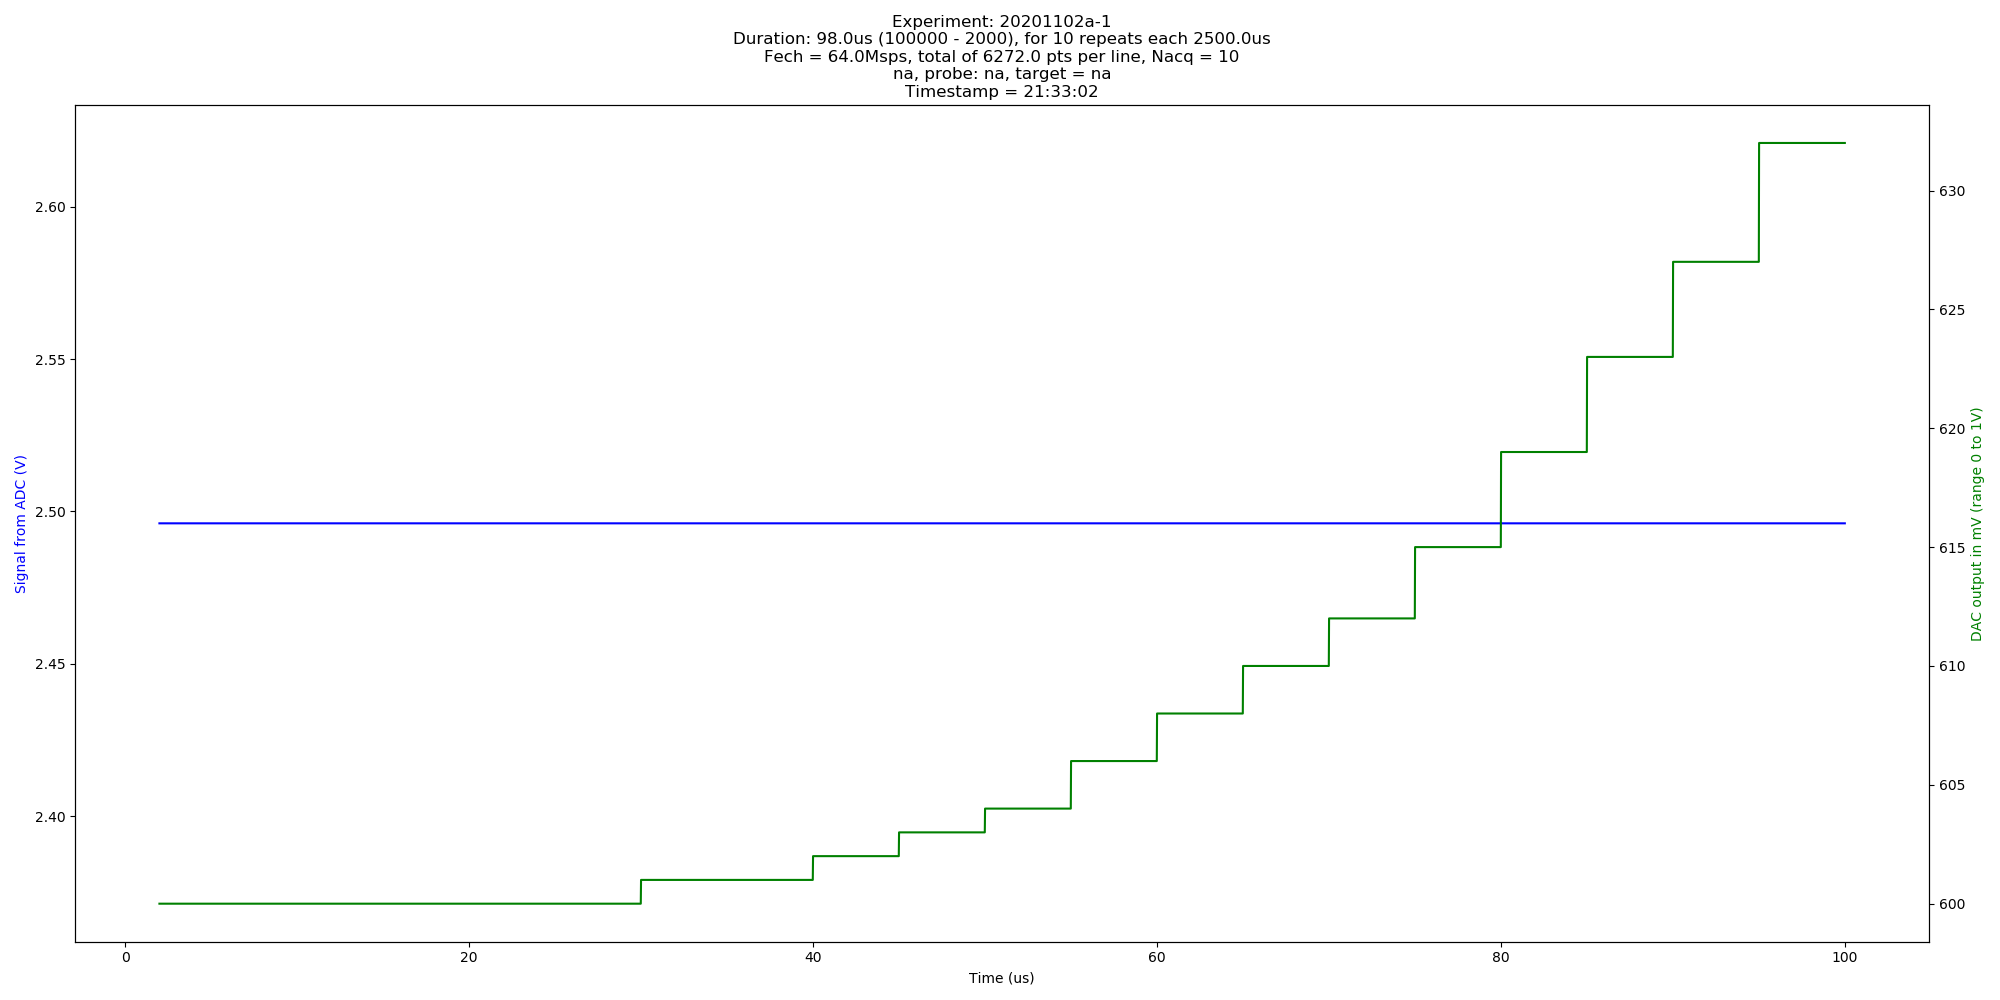 Experiment: 20201102a-1
Duration: 98.0us (100000 - 2000), for 10 repeats each 2500.0us
Fech = 64.0Msps, total of 6272.0 pts per line, Nacq = 10
na, probe: na, target = na
Timestamp = 21:33:02
Signal from ADC (V)
2.60
2.55
2.50
2.45
2.40
630
625
620
615
610
605
600
DAC output in mV (range 0 to 1V)
0
20
40
60
80
100
Time (us)